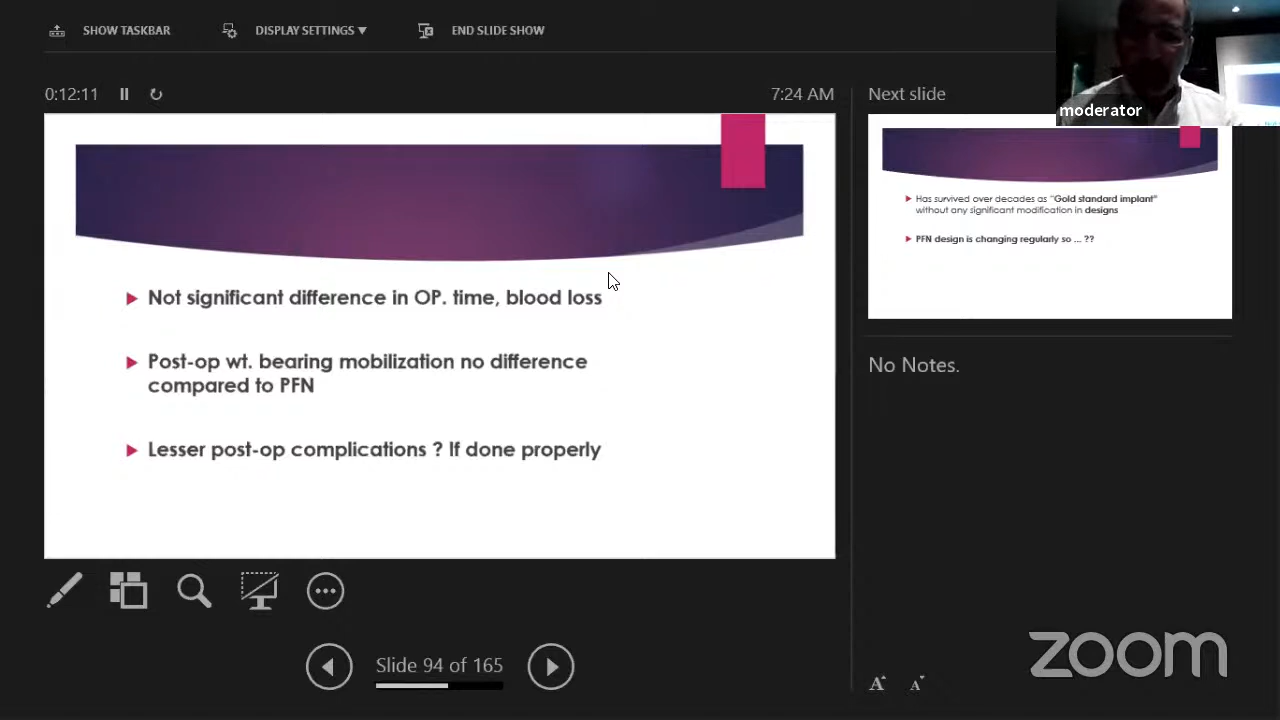 SHOW TASKBAR
DISPLAY SETTINGS ▼
END SLIDE SHOW
0:12:11
7:24 AM
Next slide
moderator
Not significant difference in OP. time, blood loss
Post-op wt. bearing mobilization no difference
compared to PFN
Lesser post-op complications ? If done properly
Has survived over decades as "Gold standard implant"
without any significant modification in designs
PFN design is changing regularly so ... ??
No Notes.
Slide 94 of 165
zoom
A A